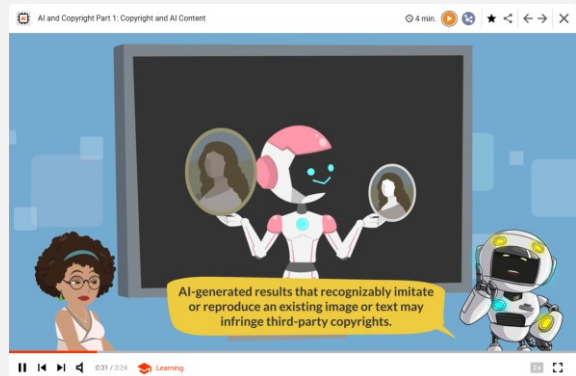 AI and Copyright Part 1: Copyright and AI Content
4 min.
AI-generated results that recognizably imitate
or reproduce an existing image or text may
infringe third-party copyrights.
0:31 / 3:24
Learning